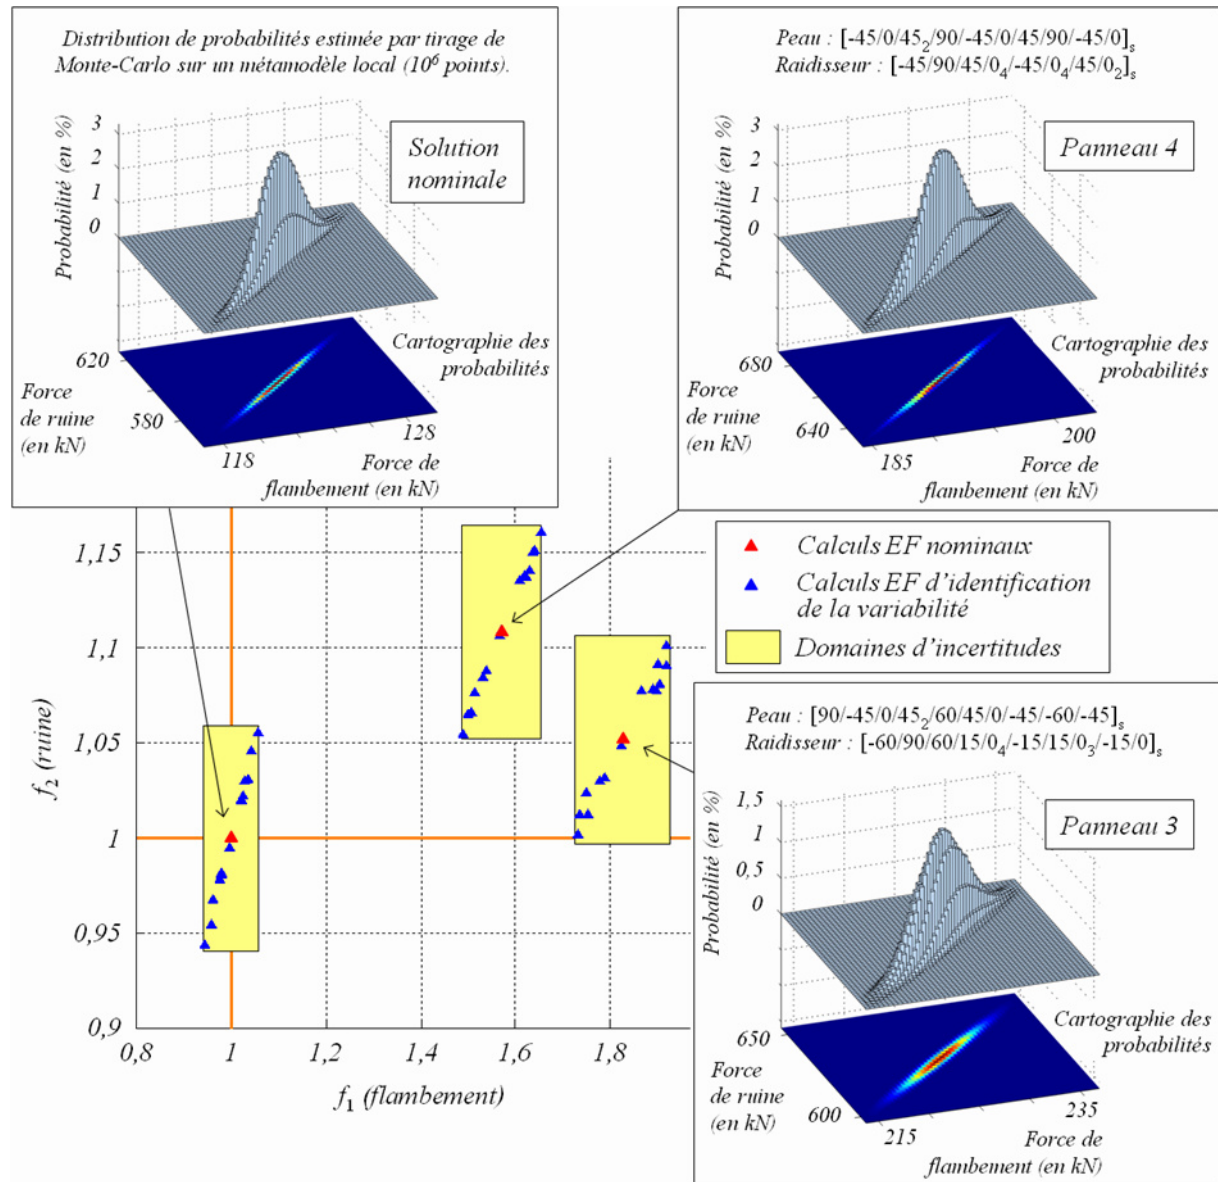 Distribution de probabilités estimée par tirage de
Monte-Carlo sur un métamodèle local (10⁶ points).
Solution
nominale
Probabilité (en %)
3
2
1
0
Cartographie des
probabilités
620
580
Force
de ruine
(en kN)
118
128
Force de
flambement (en kN)
Peau : [-45/0/45₂/90/-45/0/45/90/-45/0]ₛ
Raidisseur : [-45/90/45/0₄/-45/0₄/45/0₂]ₛ
Panneau 4
Probabilité (en %)
3
2
1
0
Cartographie des
probabilités
680
640
Force
de ruine
(en kN)
185
200
Force de
flambement (en kN)
Calculs EF nominaux
Calculs EF d'identification
de la variabilité
Domaines d'incertitudes
f₂ (ruine)
1,15
1,1
1,05
1
0,95
0,9
0,8
1
1,2
1,4
1,6
1,8
f₁ (flambement)
Peau : [90/-45/0/45₂/60/45/0/-45/-60/-45]ₛ
Raidisseur : [-60/90/60/15/0₄/-15/15/0₃/-15/0]ₛ
Panneau 3
Probabilité (en %)
1,5
1
0,5
0
Cartographie des
probabilités
650
600
Force
de ruine
(en kN)
215
235
Force de
flambement (en kN)